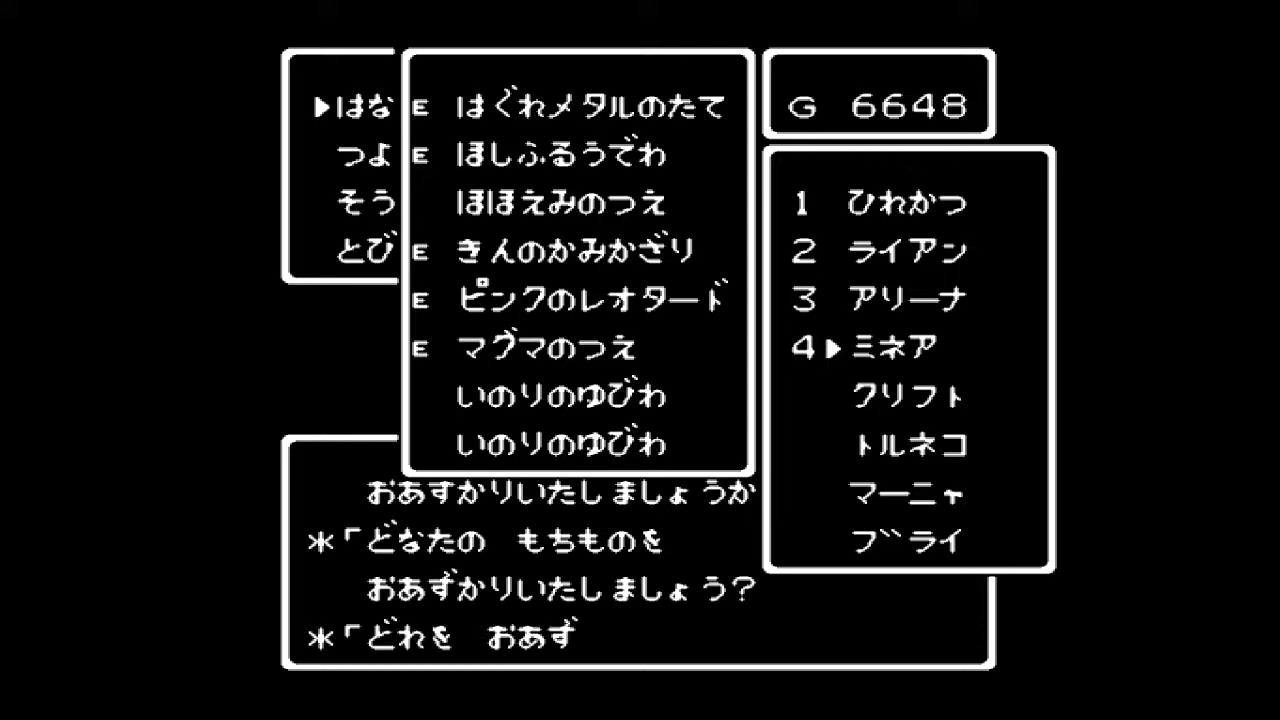 はな
つよ
そう
とび
E はぐれメタルのたて
E ほしふるうでわ
ほほえみのつえ
E きんのかみかざり
E ピンクのレオタード
E マグマのつえ
いのりのゆびわ
いのりのゆびわ
G 6648
1 ひれかつ
2 ライアン
3 アリーナ
4 ▶ミネア
クリフト
トルネコ
マーニャ
ブライ
おあずかりいたしましょうか
*「どなたの もちものを
おあずかりいたしましょう?
*「どれを おあず